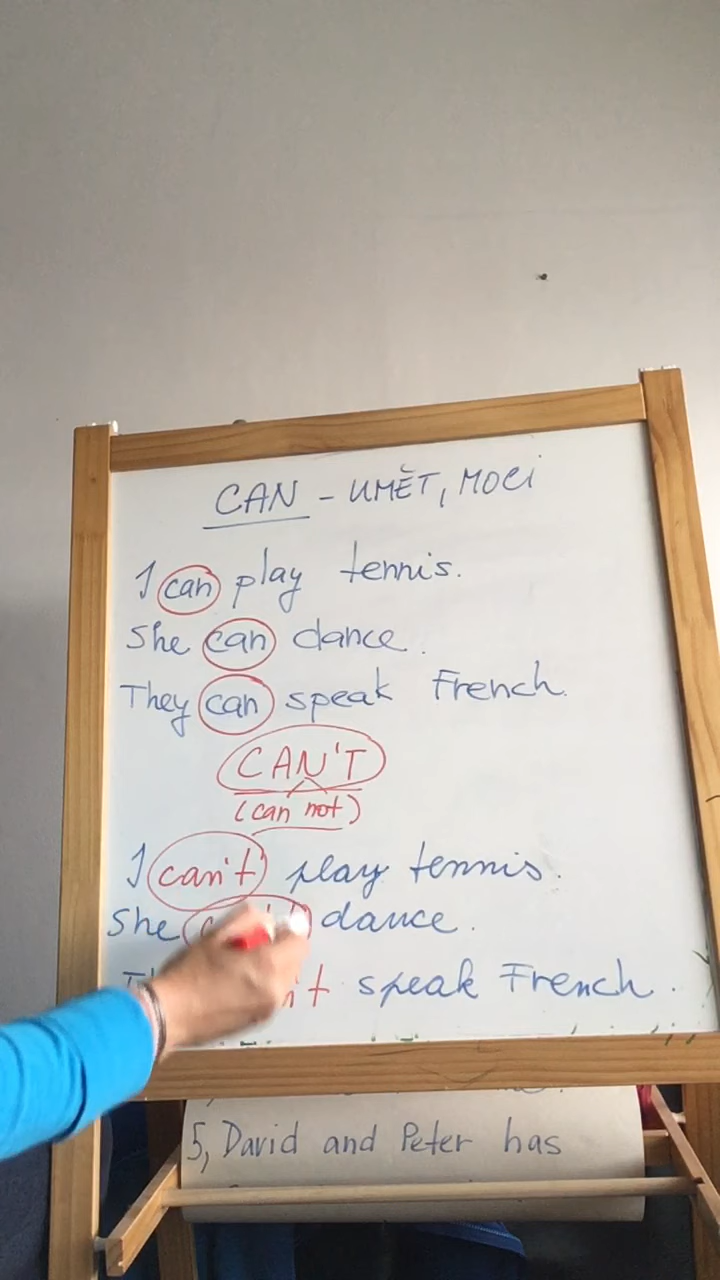 CAN - UMĚT, MOCI
I can play tennis.
She can dance.
They can speak French.
CAN'T
(can not)
I can't play tennis.
She dance.
speak French.
5, David and Peter has